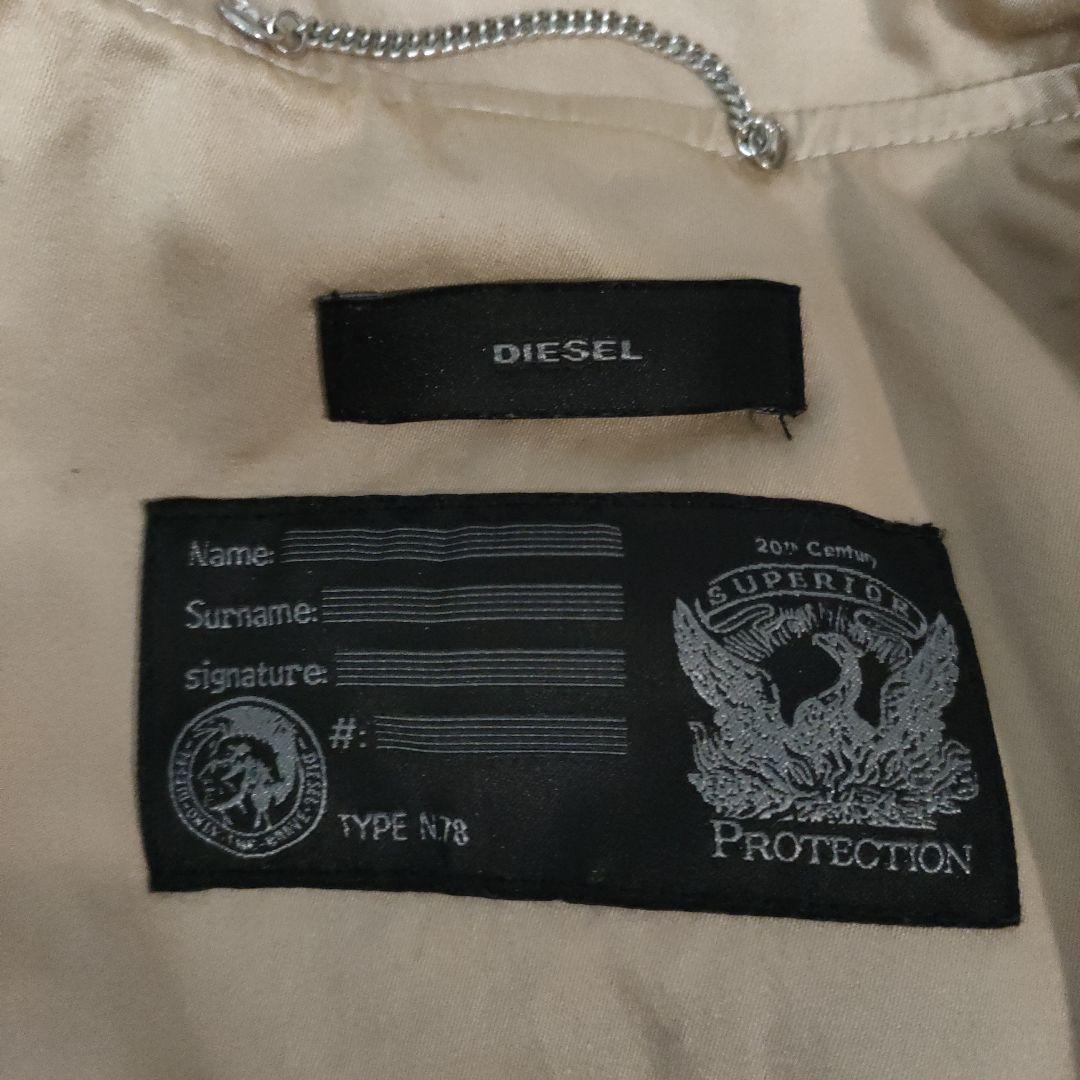 DIESEL
Name:
Surname:
signature:
#:
TYPE N.78
20th Century
SUPERIOR
PROTECTION